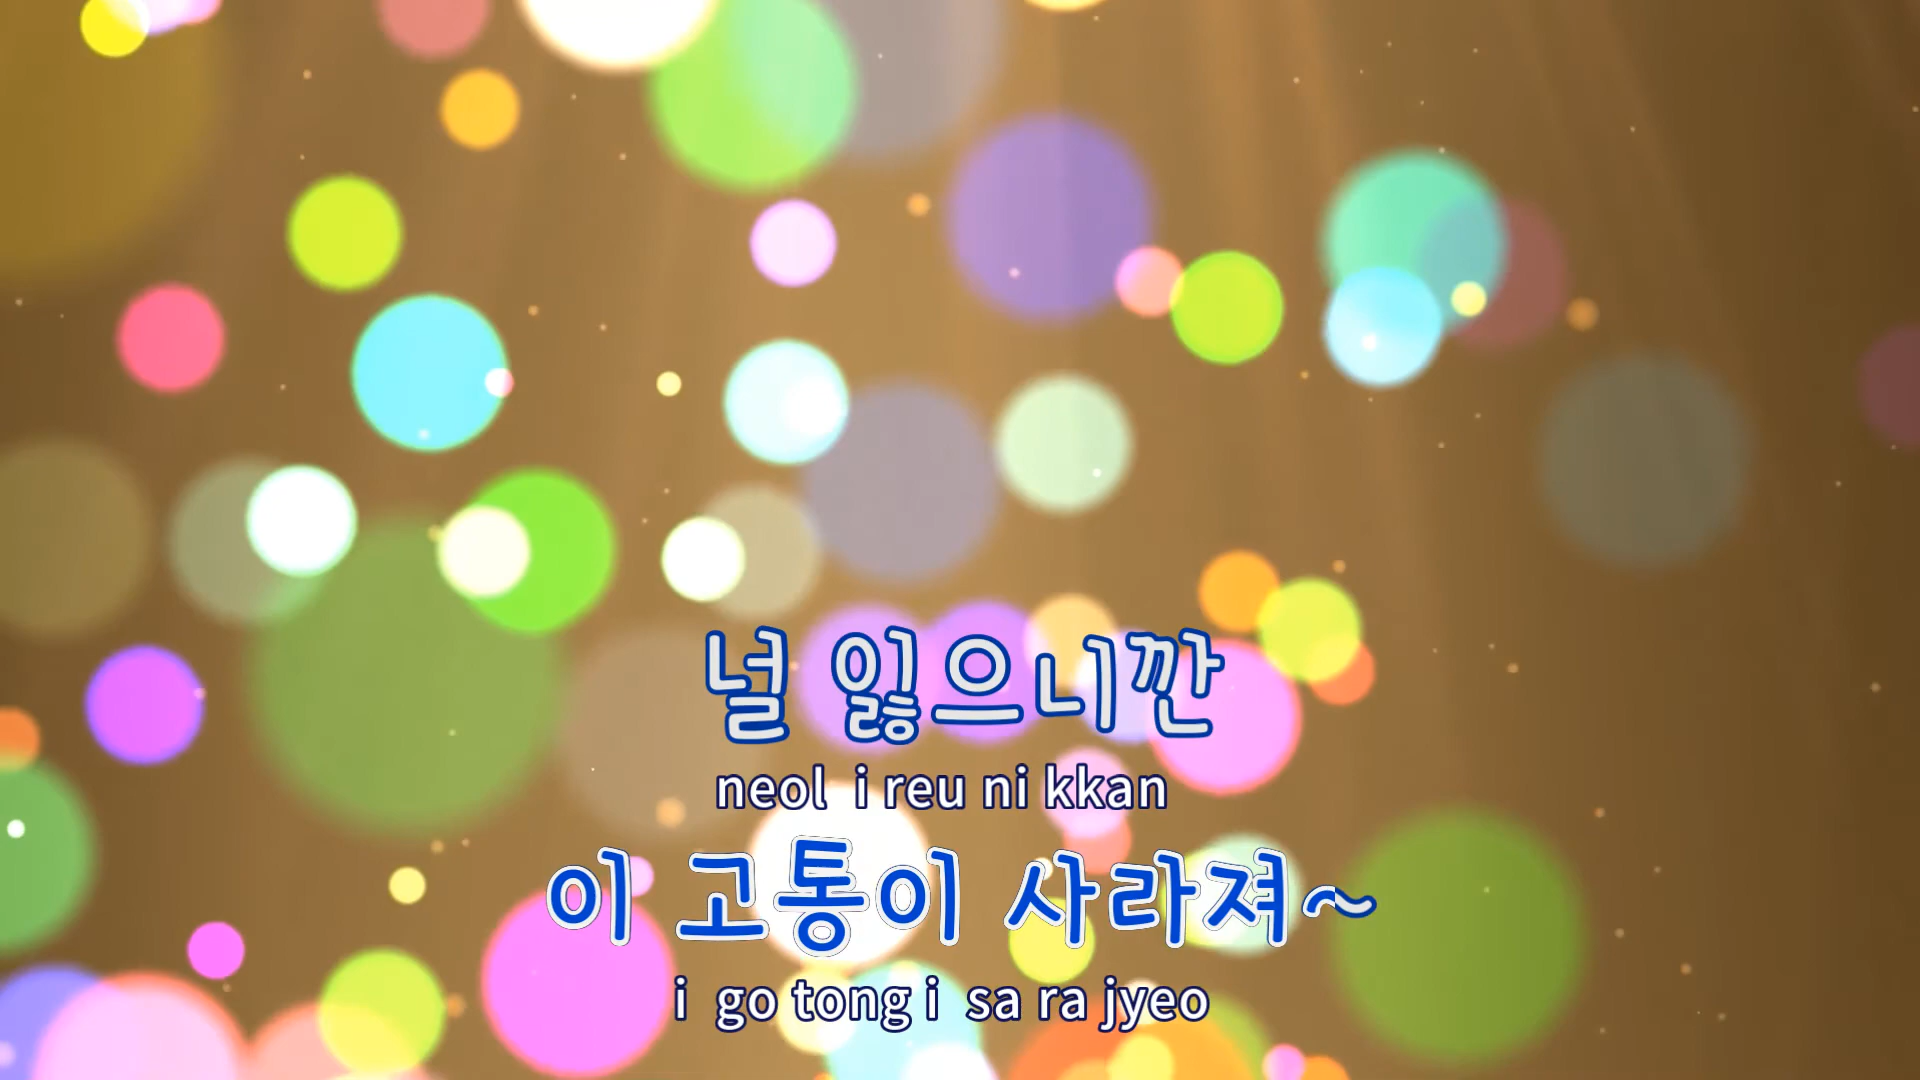 널 잃으니깐
neol i reu ni kkan
이 고통이 사라져~
i go tong i sa ra jyeo